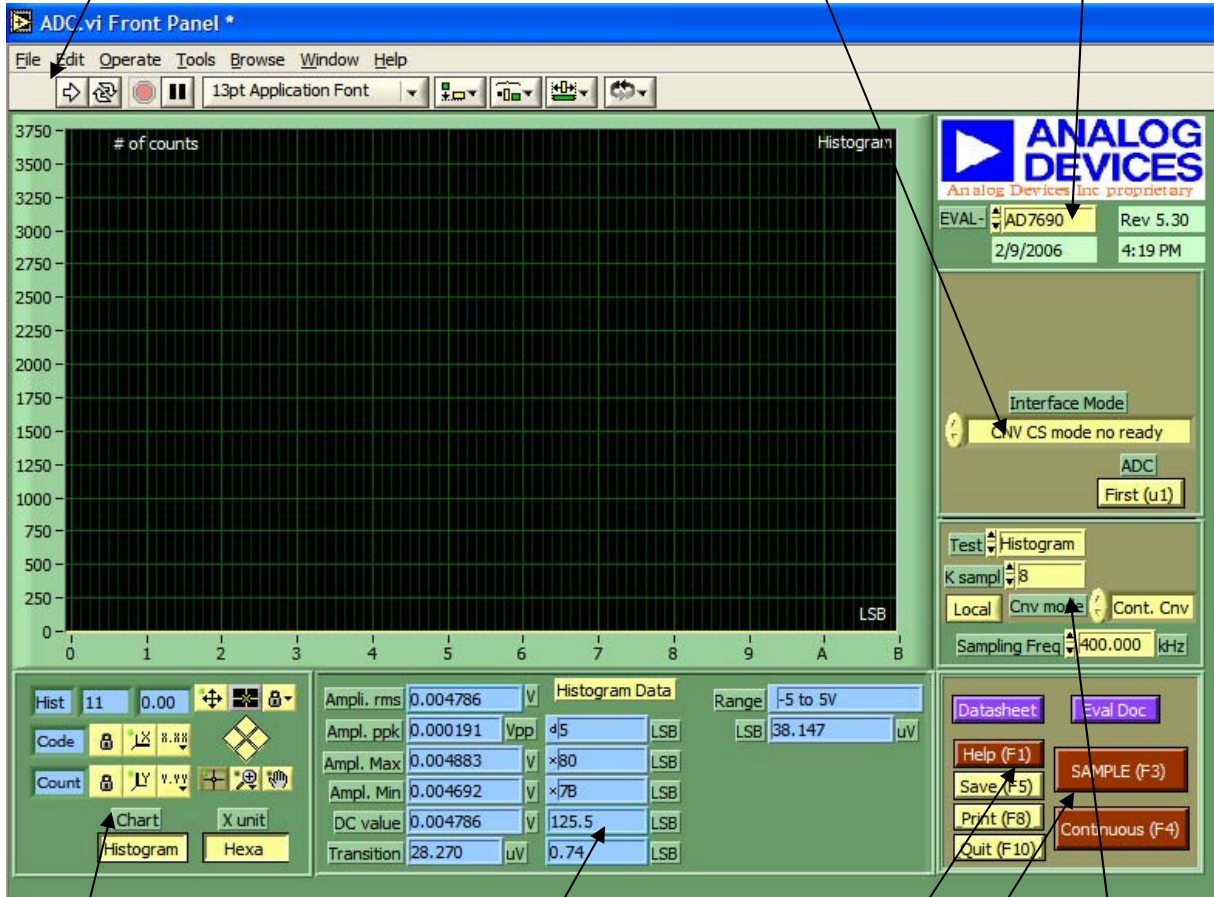 ADC.vi Front Panel *
File Edit Operate Tools Browse Window Help
13pt Application Font
# of counts
Histogram
3750
3500
3250
3000
2750
2500
2250
2000
1750
1500
1250
1000
750
500
250
0
LSB
0 1 2 3 4 5 6 7 8 9 A B
ANALOG
DEVICES
Analog Devices Inc proprietary
EVAL- AD7690 Rev 5.30
2/9/2006 4:19 PM
Interface Mode
CNV CS mode no ready
ADC
First (u1)
Test Histogram
K sampl 8
Local Cnv mode Cont. Cnv
Sampling Freq 400.000 kHz
Hist 11 0.00
Code X X.XX
Count Y Y.YY
Chart X unit
Histogram Hexa
Ampli. rms 0.004786 V Histogram Data
Ampl. ppk 0.000191 Vpp d5 LSB
Ampl. Max 0.004883 V x80 LSB
Ampl. Min 0.004692 V x7B LSB
DC value 0.004786 V 125.5 LSB
Transition 28.270 uV 0.74 LSB
Range -5 to 5V
LSB 38.147 uV
Datasheet Eval Doc
Help (F1)
SAMPLE (F3)
Save (F5)
Print (F8)
Continuous (F4)
Quit (F10)